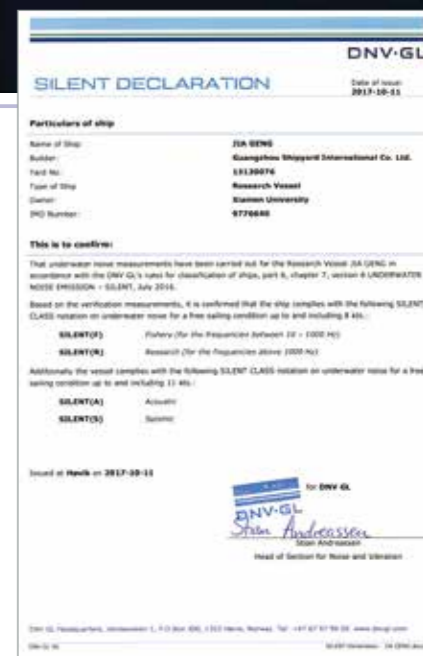 DNV·GL
SILENT DECLARATION
Date of issue:
2017-10-11
Particulars of ship
Name of Ship: JIA GENG
Builder: Guangzhou Shipyard International Co. Ltd.
Yard No. 13130076
Type of Ship Research Vessel
Owner: Xiamen University
IMO Number: 9776640
This is to confirm:
That underwater noise measurements have been carried out for the Research Vessel JIA GENG in
accordance with the DNV GL's rules for classification of ships, part 6, chapter 7, section 6 UNDERWATER
NOISE EMISSION – SILENT, July 2016.
Based on the verification measurements, it is confirmed that the ship complies with the following SILENT
CLASS notation on underwater noise for a free sailing condition up to and including 8 kts.:
SILENT(F) Fishery (for the frequencies between 10 – 1000 Hz)
SILENT(R) Research (for the frequencies above 1000 Hz)
Additionally the vessel complies with the following SILENT CLASS notation on underwater noise for a free
sailing condition up to and including 11 kts.:
SILENT(A) Acoustic
SILENT(S) Seismic
Issued at Høvik on 2017-10-11
for DNV GL
DNV·GL
Stian Andreassen
Stian Andreassen
Head of Section for Noise and Vibration